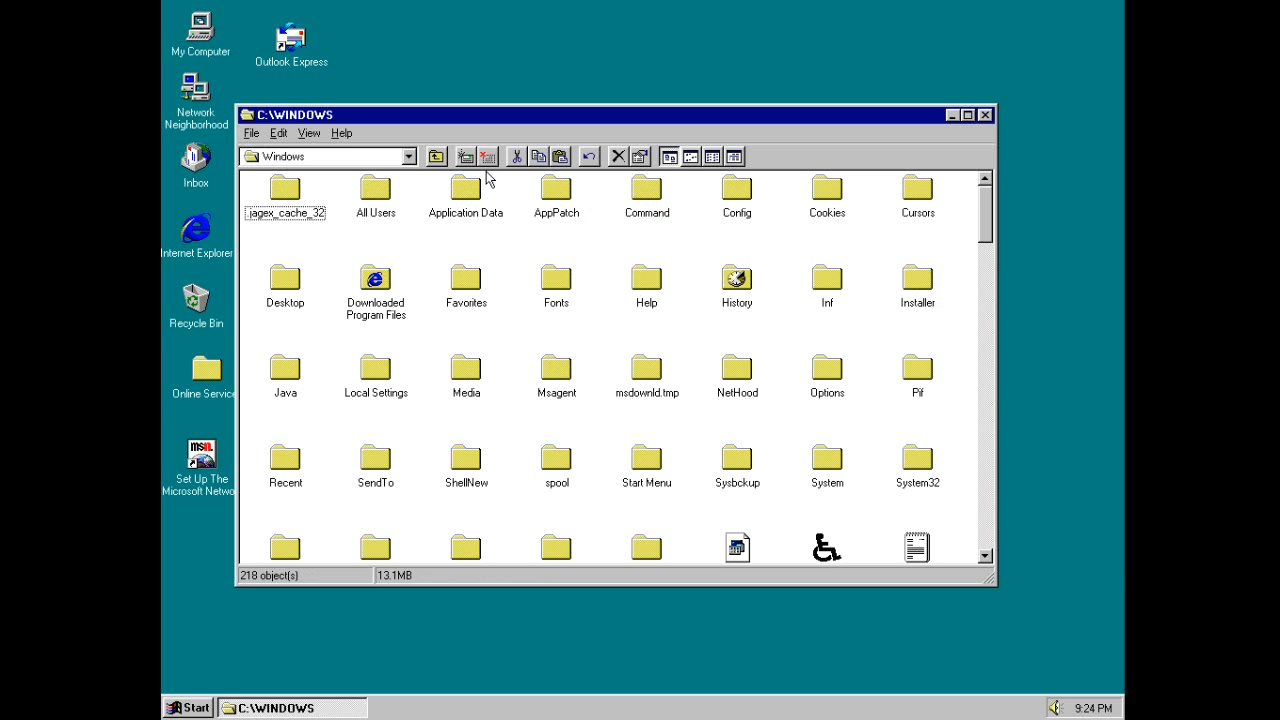 My Computer
Outlook Express
Network
Neighborhood
Inbox
Internet Explorer
Recycle Bin
Online Service
msn.
Set Up The
Microsoft Netwo
C:\WINDOWS
File Edit View Help
Windows
.jagex_cache_32 All Users Application Data AppPatch Command Config Cookies Cursors
Desktop Downloaded Program Files Favorites Fonts Help History Inf Installer
Java Local Settings Media Msagent msdownld.tmp NetHood Options Pif
Recent SendTo ShellNew spool Start Menu Sysbckup System System32
218 object(s) 13.1MB
Start C:\WINDOWS 9:24 PM